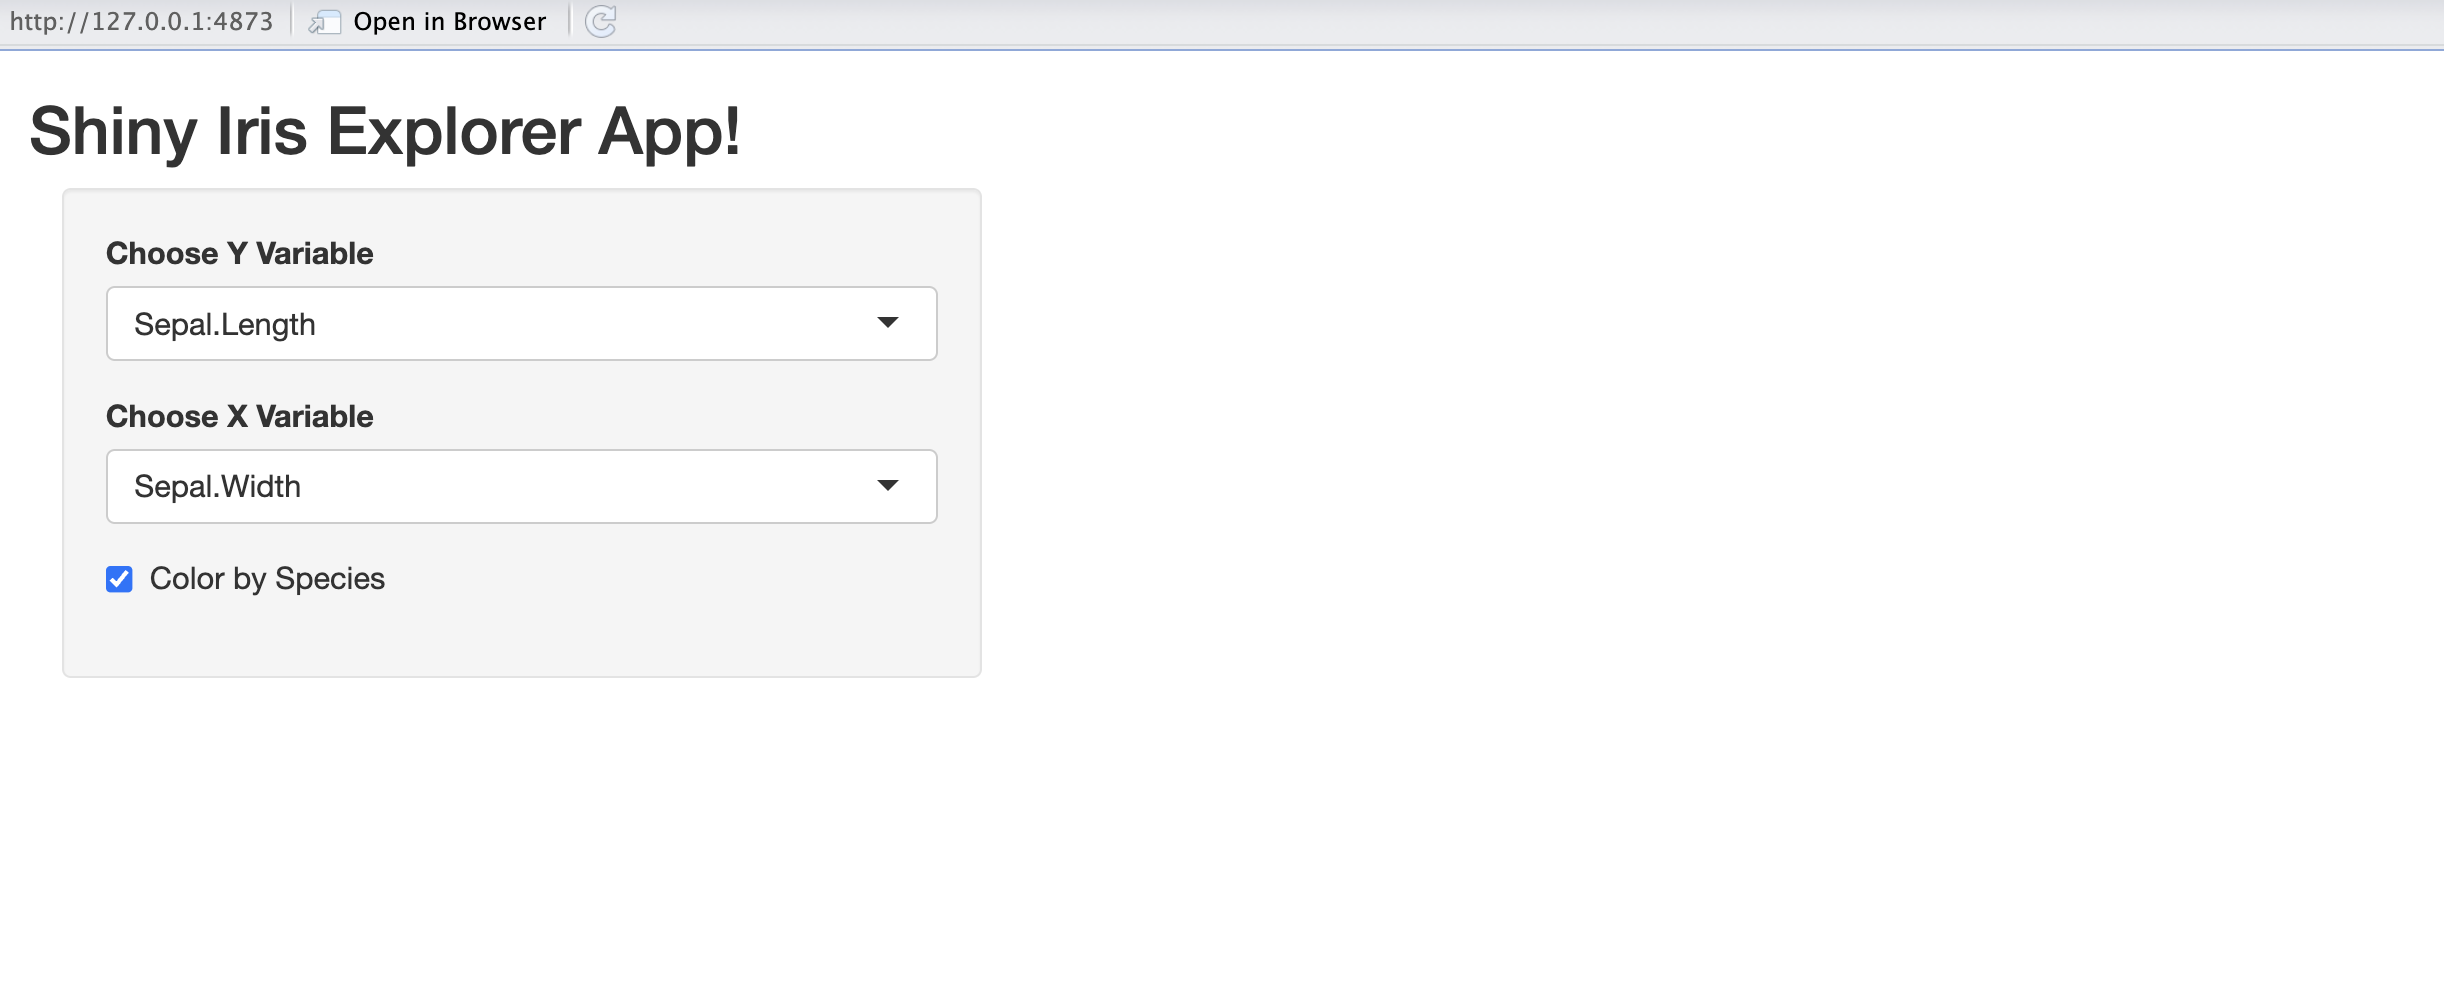 http://127.0.0.1:4873 Open in Browser
Shiny Iris Explorer App!
Choose Y Variable
Sepal.Length
Choose X Variable
Sepal.Width
Color by Species